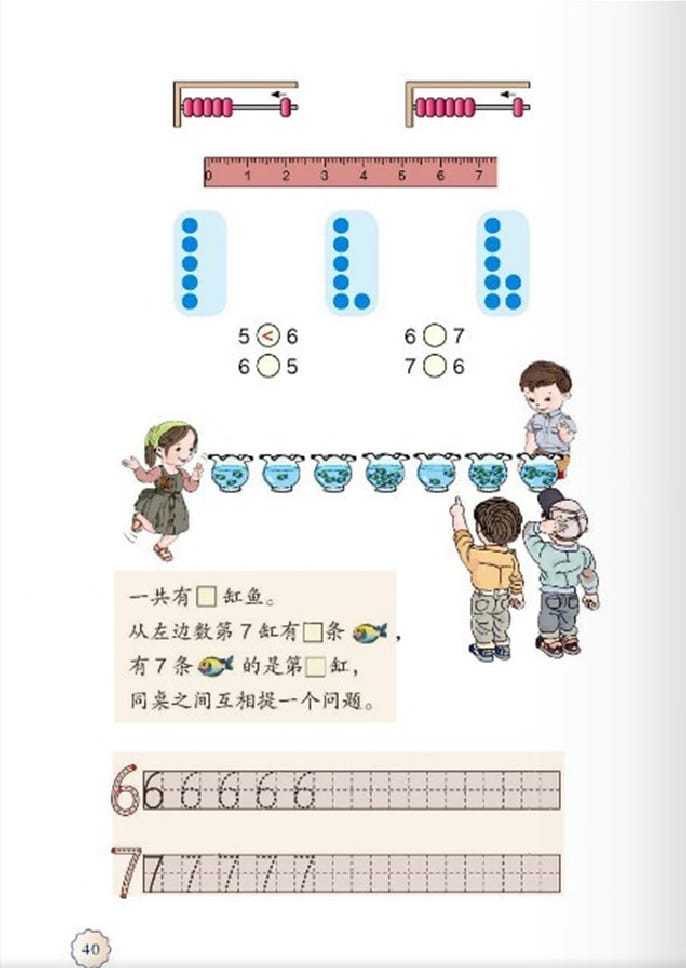 0 1 2 3 4 5 6 7
5 < 6 6 ○ 7
6 ○ 5 7 ○ 6
一共有□缸鱼。
从左边数第7缸有□条，
有7条的是第□缸，
同桌之间互相提一个问题。
6 6 6 6 6 6
7 7 7 7 7 7
40